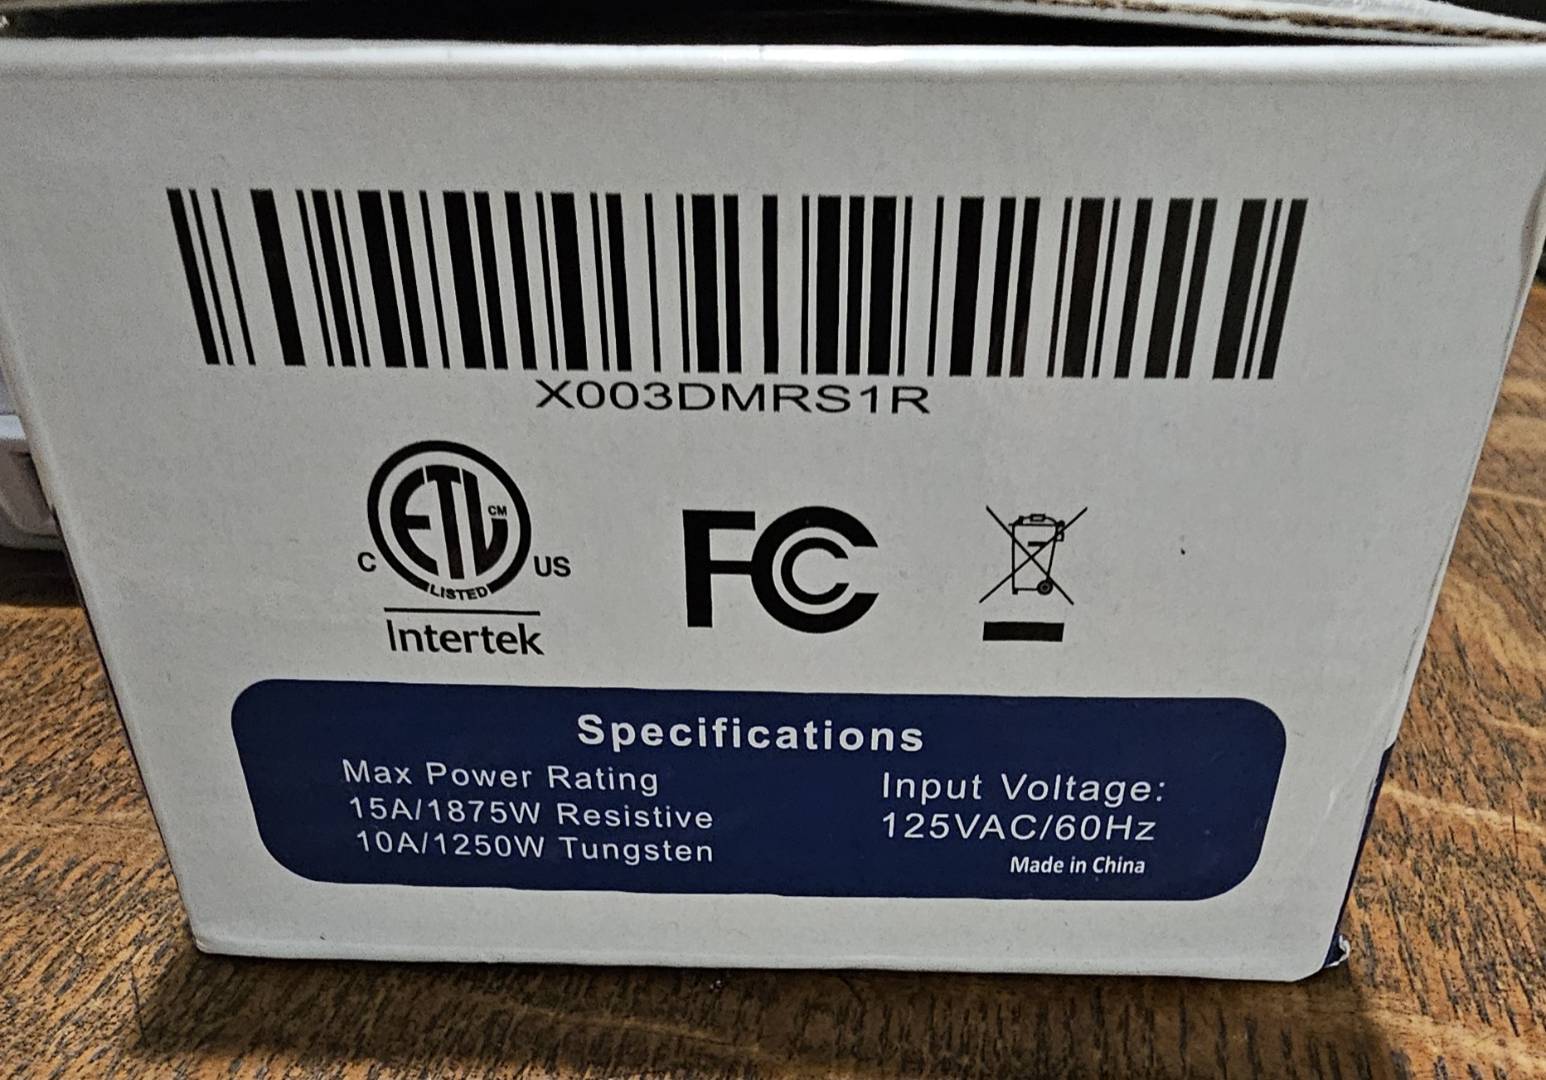 X003DMRS1R
ETL CM
C US
LISTED
Intertek
FC
Specifications
Max Power Rating
15A/1875W Resistive
10A/1250W Tungsten
Input Voltage:
125VAC/60Hz
Made in China